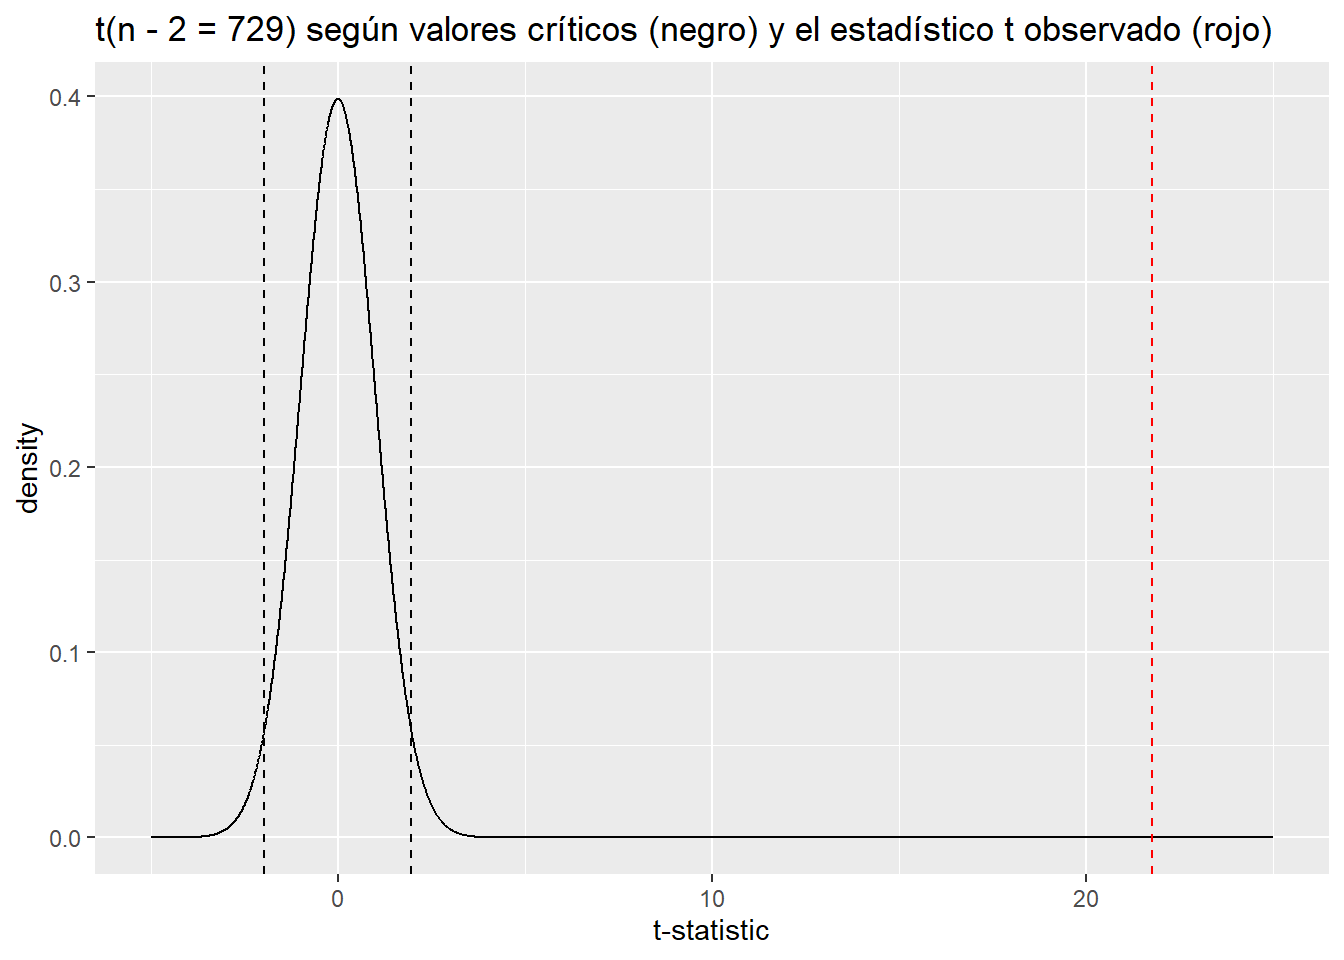 t(n - 2 = 729) según valores críticos (negro) y el estadístico t observado (rojo)
0.4
0.3
0.2
0.1
0.0
density
0
10
20
t-statistic